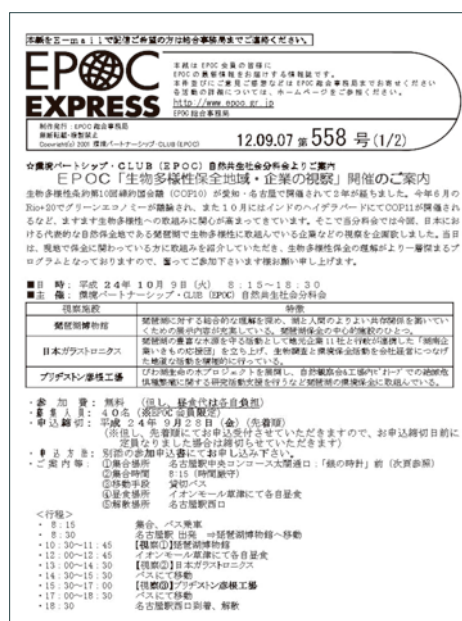 本紙をE-mailで配信ご希望の方は総合事務局までご連絡ください。
EPOC
EXPRESS
本紙は EPOC 会員の皆様に
EPOC の最新情報をお届けする情報誌です。
本件並びにご意見ご感想などは EPOC 総合事務局までお寄せください
各活動の詳細については、ホームページをご参照ください。
http://www.epoc.gr.jp
EPOC 総合事務局
制作発行：EPOC 総合事務局
無断転載・複製禁止
Copyright(c) 2001 環境パートナーシップ・CLUB (EPOC)
12.09.07 第 558 号(1/2)
☆環境パートシップ・CLUB（EPOC）自然共生社会分科会よりご案内
EPOC「生物多様性保全地域・企業の視察」開催のご案内
生物多様性条約第10回締約国会議（COP10）が愛知・名古屋で開催されて２年が経ちました。今年６月の
Rio+20でグリーンエコノミーが議論され、また１０月にはインドのハイデラバードにてCOP11が開催され
るなど、ますます生物多様性への取組みに関心が高まってきています。そこで当分科会では今回、日本にお
ける代表的な自然保全地である琵琶湖で生物多様性に取組んでいる企業などの視察を企画致しました。当日
は、現地で保全に関わっている方に取組みを紹介していただき、生物多様性保全の理解がより一層深まるプ
ログラムとなっておりますので、奮ってご参加下さいます様お願い申し上げます。
■日 時：平成 ２４年 １０月 ９日（火） ８：１５～１８：３０
■主 催：環境パートナーシップ・CLUB (EPOC) 自然共生社会分科会
視察施設 特徴
琵琶湖博物館 琵琶湖に対する総合的な理解を深め、湖と人間のよりよい共存関係を築いていくための展示内容が充実している。琵琶湖保全の中心的施設のひとつ。
日本ガラストロニクス 琵琶湖の豊富な水源を守る活動として地元企業 11 社と行政が連携した「湖南企業いきもの応援団」を立ち上げ、生物調査と環境保全活動を会社経営につなげた地道な活動を積極的に行っている。
ブリヂストン彦根工場 びわ湖生命の水プロジェクトを展開し、自然観察会&工場内ビオトープでの絶滅危惧種繁殖に関する研究活動支援を行うなど琵琶湖の環境保全に取組んでいる。
・参 加 費：無料 （但し、昼食代は各自負担）
・募 集 人 員：４０名（※EPOC 会員限定）
・申 込 締 切：平成 ２４年 ９月２８日（金）（先着順）
（※但し、先着順にてお申込受付させていただきますので、お申込締切日前に
定員なりました場合は締切らせていただきます）
・申 込 方 法：別添の参加申込書にてお申し込み下さい。
・ご 案 内 等：①集合場所 名古屋駅中央コンコース太閤通口：「銀の時計」前（次頁参照）
②集合時間 8:15（時間厳守）
③移動手段 貸切バス
④昼食場所 イオンモール草津にて各自昼食
⑤解散場所 名古屋駅西口
＜行程＞
・ 8：15 集合、バス乗車
・ 8：30 名古屋駅 出発 ⇒琵琶湖博物館へ移動
・10：30～11：45 【視察①】琵琶湖博物館
・12：00～12：45 イオンモール草津にて各自昼食
・13：00～14：30 【視察②】日本ガラストロニクス
・14：30～15：30 バスにて移動
・15：30～17：00 【視察③】ブリヂストン彦根工場
・17：00～18：30 バスにて移動
・18：30 名古屋駅西口到着、解散